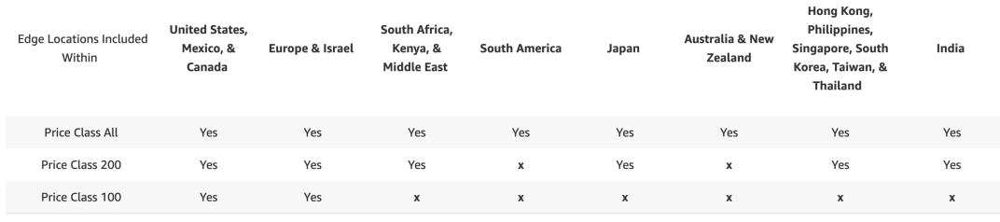 Edge Locations Included
Within
United States,
Mexico, &
Canada
Europe & Israel
South Africa,
Kenya, &
Middle East
South America
Japan
Australia & New
Zealand
Hong Kong,
Philippines,
Singapore, South
Korea, Taiwan, &
Thailand
India
Price Class All Yes Yes Yes Yes Yes Yes Yes Yes
Price Class 200 Yes Yes Yes x Yes x Yes Yes
Price Class 100 Yes Yes x x x x x x